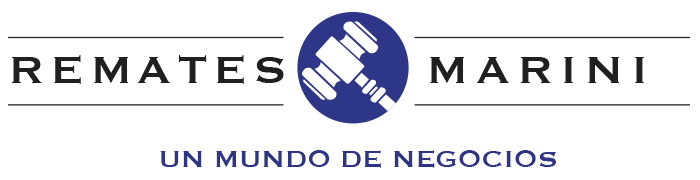 REMATES MARINI
UN MUNDO DE NEGOCIOS